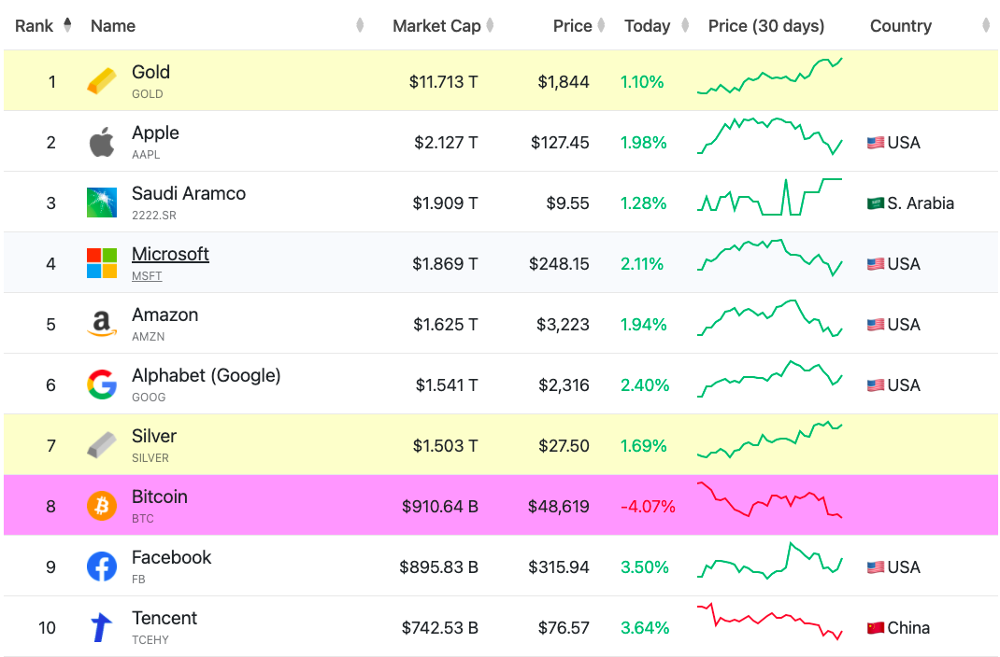 Rank Name Market Cap Price Today Price (30 days) Country
1 Gold $11.713 T $1,844 1.10%
GOLD
2 Apple $2.127 T $127.45 1.98% USA
AAPL
3 Saudi Aramco $1.909 T $9.55 1.28% S. Arabia
2222.SR
4 Microsoft $1.869 T $248.15 2.11% USA
MSFT
5 Amazon $1.625 T $3,223 1.94% USA
AMZN
6 Alphabet (Google) $1.541 T $2,316 2.40% USA
GOOG
7 Silver $1.503 T $27.50 1.69%
SILVER
8 Bitcoin $910.64 B $48,619 -4.07%
BTC
9 Facebook $895.83 B $315.94 3.50% USA
FB
10 Tencent $742.53 B $76.57 3.64% China
TCEHY